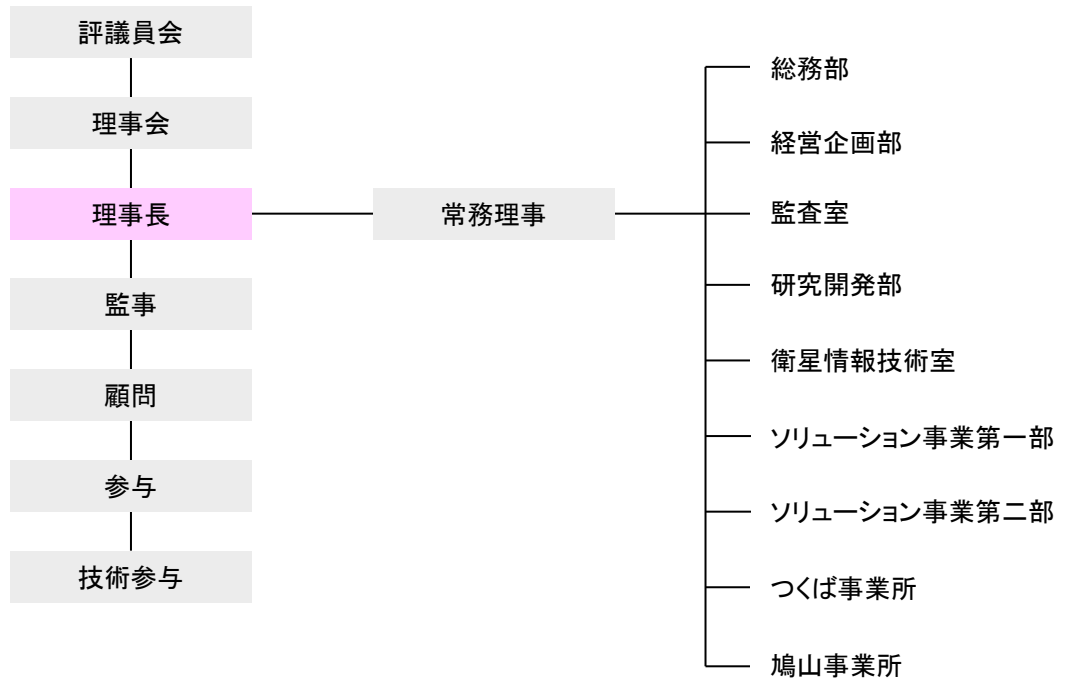 評議員会
理事会
理事長
監事
顧問
参与
技術参与
常務理事
総務部
経営企画部
監査室
研究開発部
衛星情報技術室
ソリューション事業第一部
ソリューション事業第二部
つくば事業所
鳩山事業所